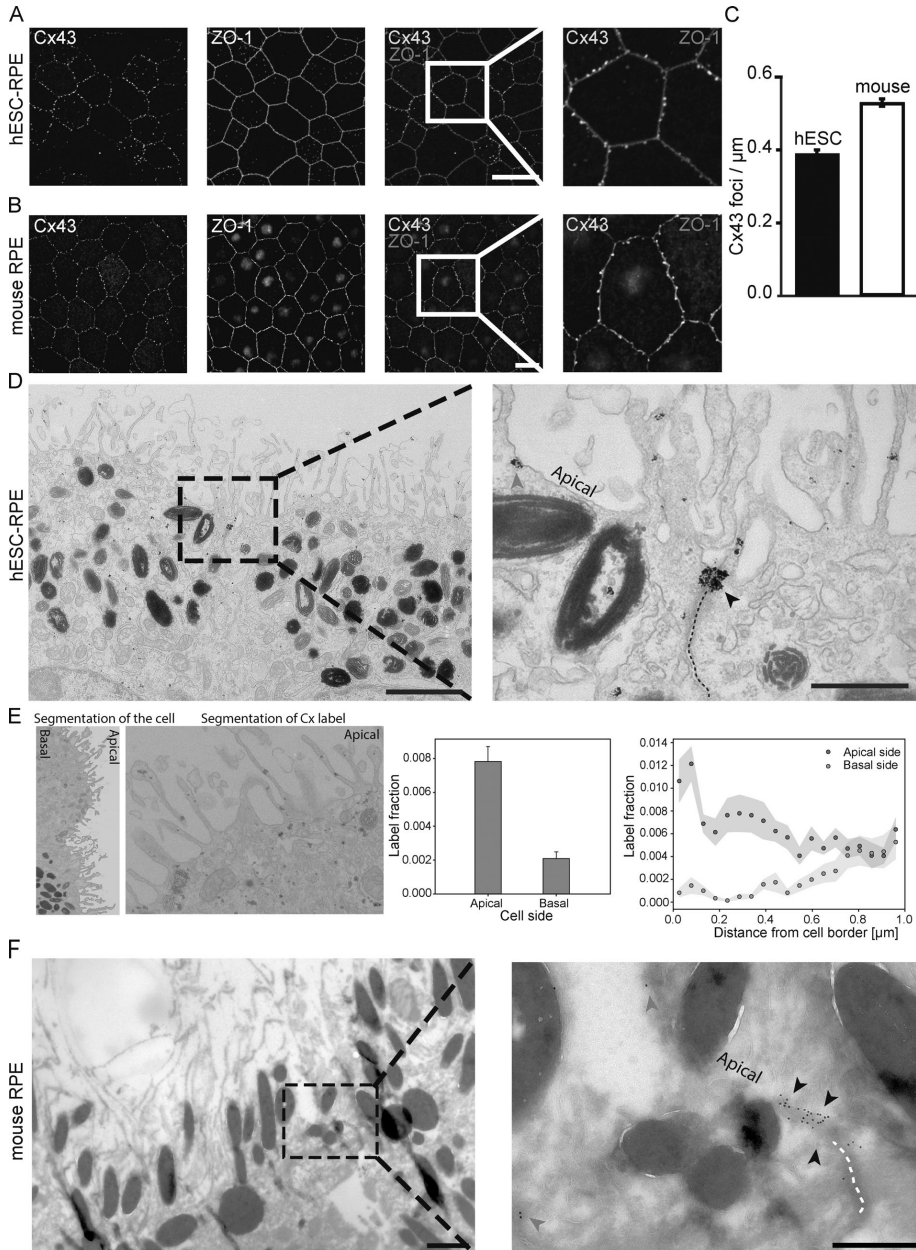 A
hESC-RPE
Cx43
ZO-1
Cx43
ZO-1
Cx43
ZO-1
B
mouse RPE
Cx43
ZO-1
Cx43
ZO-1
Cx43
ZO-1
C
Cx43 foci / μm
0.6
0.4
0.2
0.0
hESC
mouse
D
hESC-RPE
Apical
E
Segmentation of the cell
Segmentation of Cx label
Basal
Apical
Apical
Label fraction
0.008
0.006
0.004
0.002
0.000
Apical
Basal
Cell side
Label fraction
0.014
0.012
0.010
0.008
0.006
0.004
0.002
0.000
Apical side
Basal side
0.0
0.2
0.4
0.6
0.8
1.0
Distance from cell border [μm]
F
mouse RPE
Apical